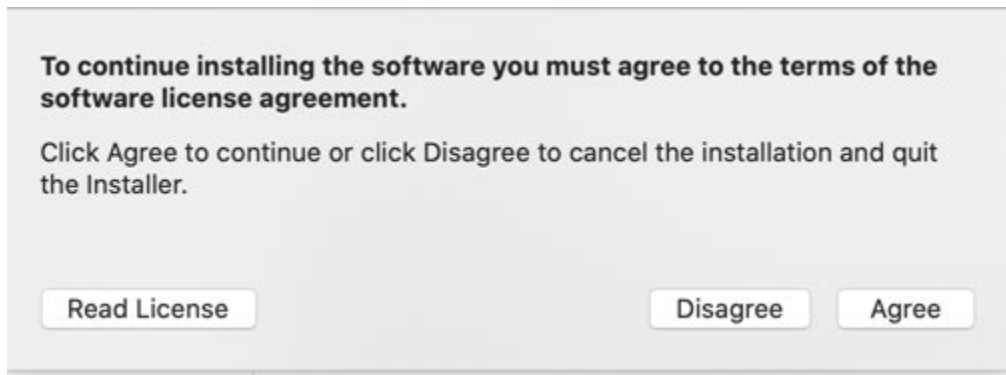 To continue installing the software you must agree to the terms of the
software license agreement.
Click Agree to continue or click Disagree to cancel the installation and quit
the Installer.
Read License
Disagree
Agree